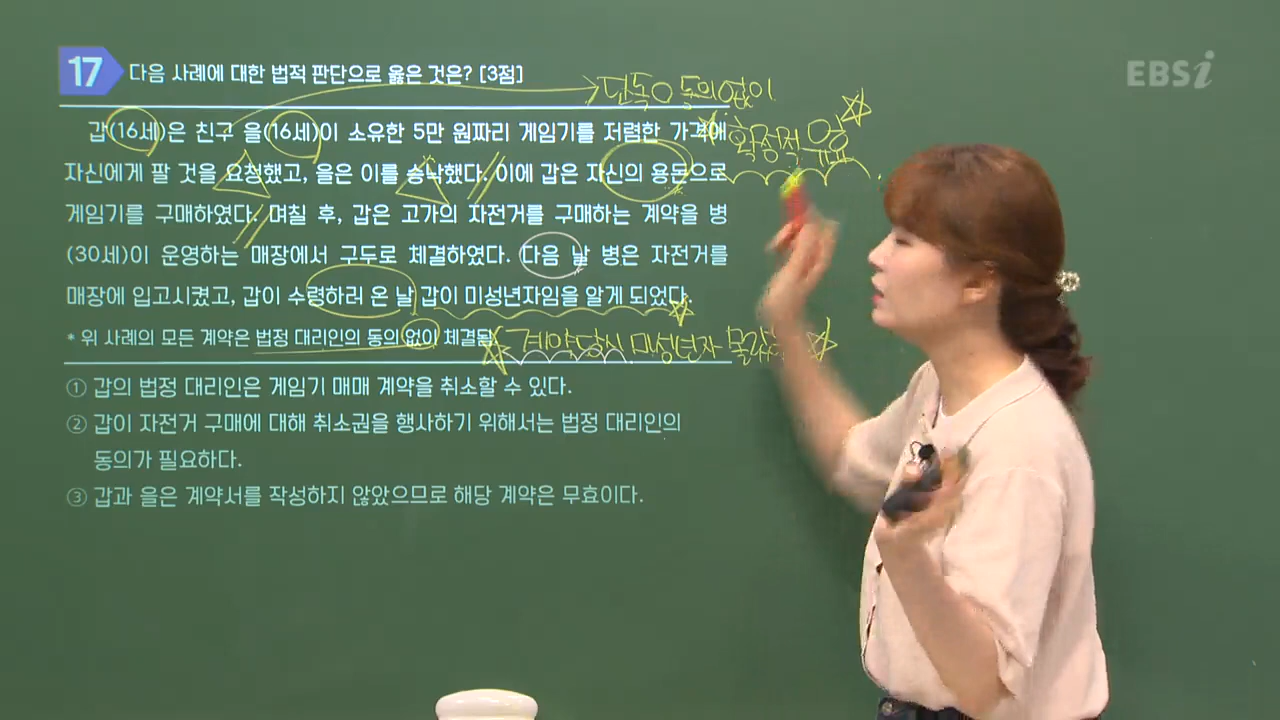 EBSi
17 다음 사례에 대한 법적 판단으로 옳은 것은? [3점]
단독 동의없이
확정적 유효
갑(16세)은 친구 을(16세)이 소유한 5만 원짜리 게임기를 저렴한 가격에
자신에게 팔 것을 요청했고, 을은 이를 승낙했다. 이에 갑은 자신의 용돈으로
게임기를 구매하였다. 며칠 후, 갑은 고가의 자전거를 구매하는 계약을 병
(30세)이 운영하는 매장에서 구두로 체결하였다. 다음 날 병은 자전거를
매장에 입고시켰고, 갑이 수령하러 온 날 갑이 미성년자임을 알게 되었다.
* 위 사례의 모든 계약은 법정 대리인의 동의 없이 체결됨
계약당시 미성년자 몰랐
① 갑의 법정 대리인은 게임기 매매 계약을 취소할 수 있다.
② 갑이 자전거 구매에 대해 취소권을 행사하기 위해서는 법정 대리인의
동의가 필요하다.
③ 갑과 을은 계약서를 작성하지 않았으므로 해당 계약은 무효이다.